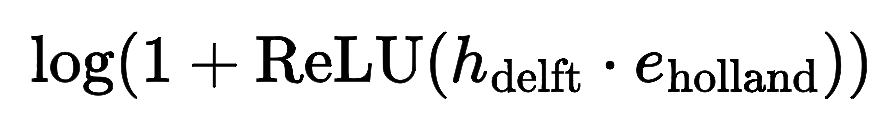 log(1 + ReLU(h_delft · e_holland))